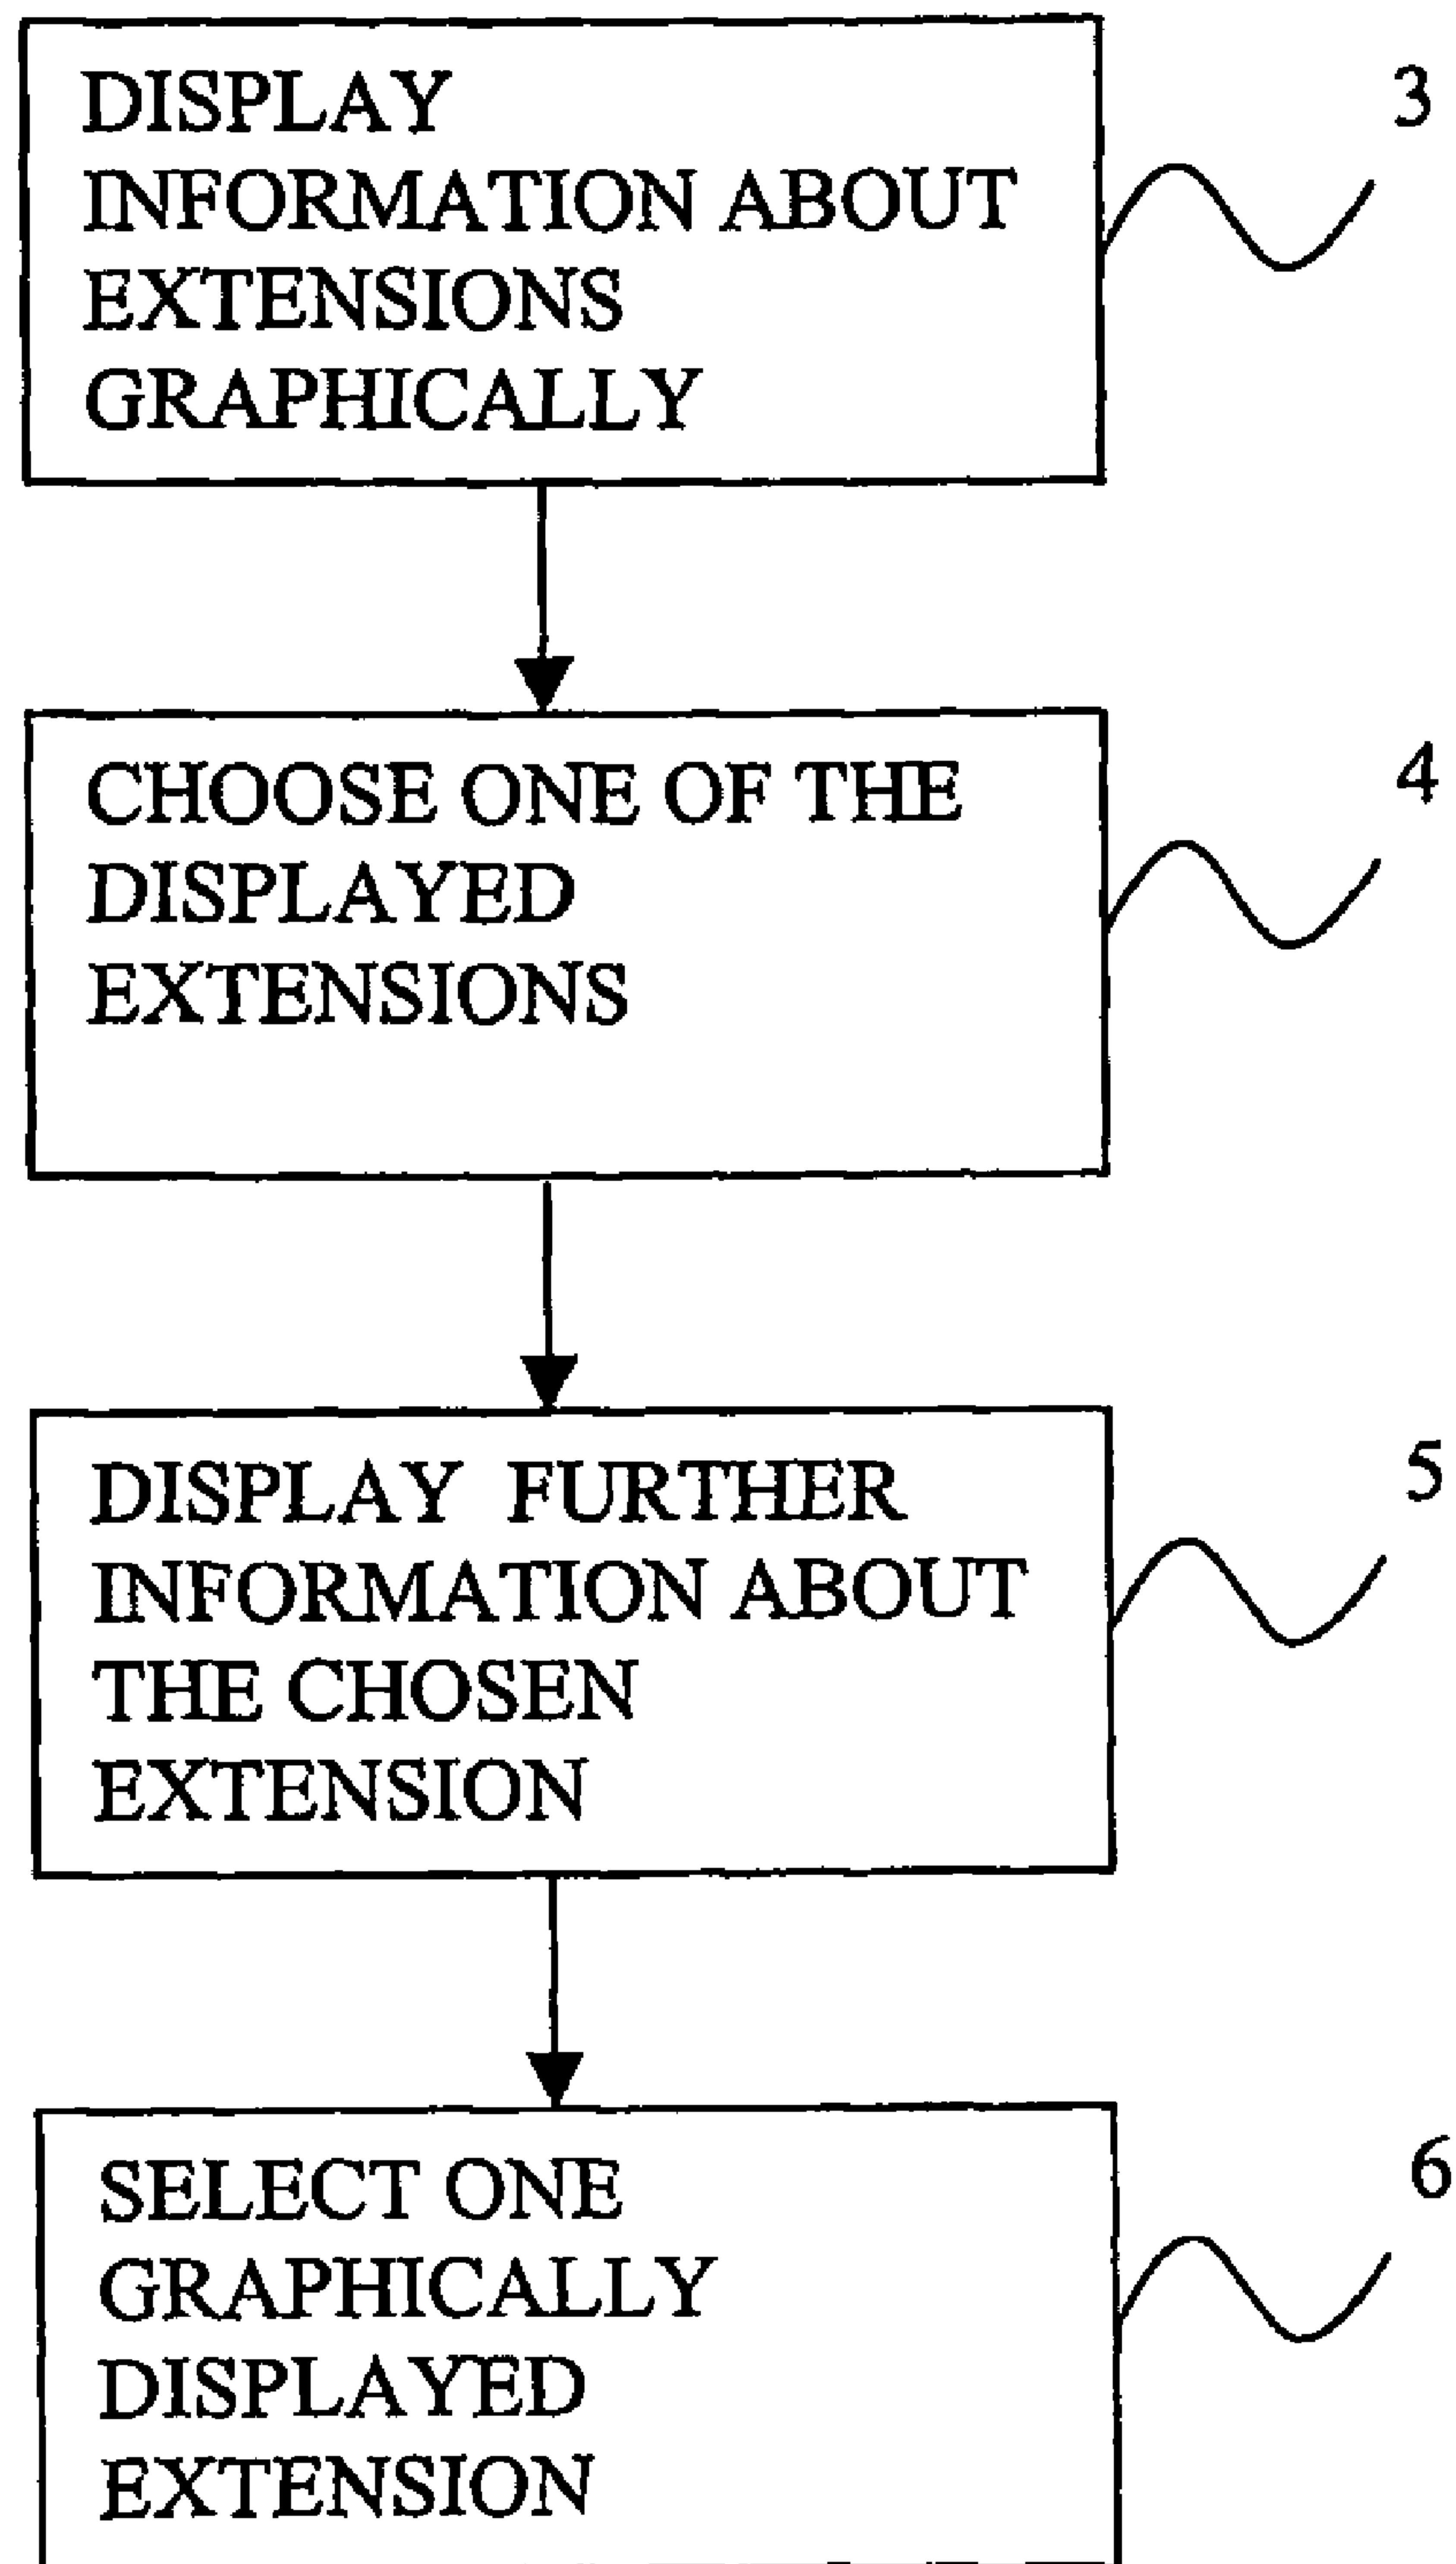 DISPLAY
INFORMATION ABOUT
EXTENSIONS
GRAPHICALLY
3
CHOOSE ONE OF THE
DISPLAYED
EXTENSIONS
4
DISPLAY FURTHER
INFORMATION ABOUT
THE CHOSEN
EXTENSION
5
SELECT ONE
GRAPHICALLY
DISPLAYED
EXTENSION
6